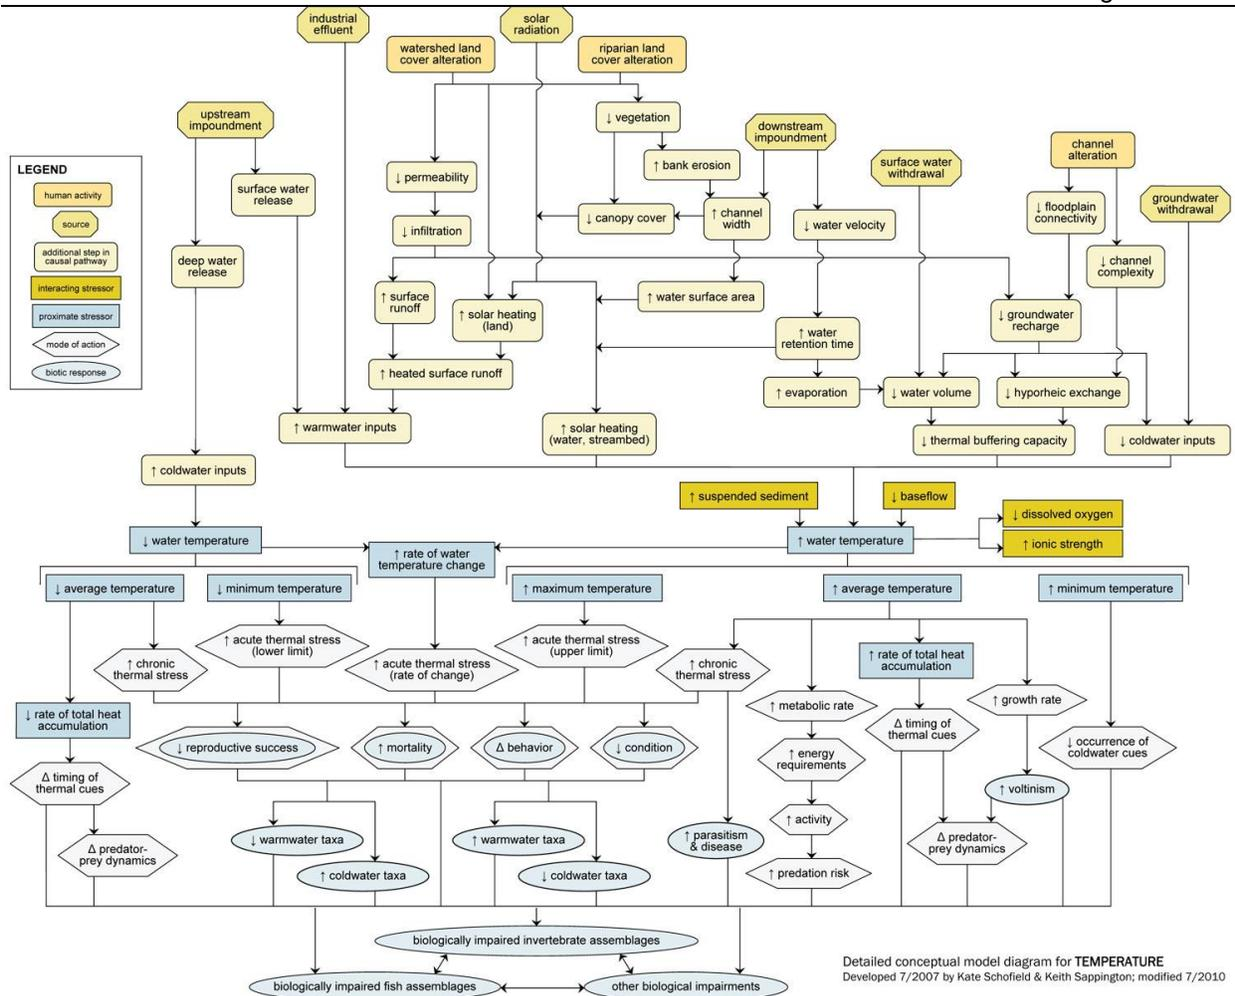 industrial
effluent
solar
radiation
watershed land
cover alteration
riparian land
cover alteration
upstream
impoundment
↓ vegetation
downstream
impoundment
surface water
withdrawal
channel
alteration
groundwater
withdrawal
LEGEND
human activity
source
additional step in
causal pathway
interacting stressor
proximate stressor
mode of action
biotic response
surface water
release
deep water
release
↓ permeability
↓ infiltration
↑ bank erosion
↓ canopy cover
↑ channel
width
↓ water velocity
↓ floodplain
connectivity
↓ channel
complexity
↑ surface
runoff
↑ solar heating
(land)
↑ water surface area
↑ water
retention time
↓ groundwater
recharge
↑ heated surface runoff
↑ evaporation
↓ water volume
↓ hyporheic exchange
↑ warmwater inputs
↑ solar heating
(water, streambed)
↓ thermal buffering capacity
↓ coldwater inputs
↑ coldwater inputs
↑ suspended sediment
↓ baseflow
↓ dissolved oxygen
↑ ionic strength
↓ water temperature
↑ rate of water
temperature change
↑ water temperature
↓ average temperature
↓ minimum temperature
↑ maximum temperature
↑ average temperature
↑ minimum temperature
↑ chronic
thermal stress
↑ acute thermal stress
(lower limit)
↑ acute thermal stress
(rate of change)
↑ acute thermal stress
(upper limit)
↑ chronic
thermal stress
↑ rate of total heat
accumulation
↑ metabolic rate
↑ growth rate
↓ rate of total heat
accumulation
↓ reproductive success
↑ mortality
Δ behavior
↓ condition
↑ energy
requirements
Δ timing of
thermal cues
↓ occurrence of
coldwater cues
Δ timing of
thermal cues
↑ voltinism
Δ predator-
prey dynamics
↓ warmwater taxa
↑ coldwater taxa
↑ warmwater taxa
↓ coldwater taxa
↑ parasitism
& disease
↑ activity
↑ predation risk
Δ predator-
prey dynamics
biologically impaired invertebrate assemblages
biologically impaired fish assemblages
other biological impairments
Detailed conceptual model diagram for TEMPERATURE
Developed 7/2007 by Kate Schofield & Keith Sappington; modified 7/2010